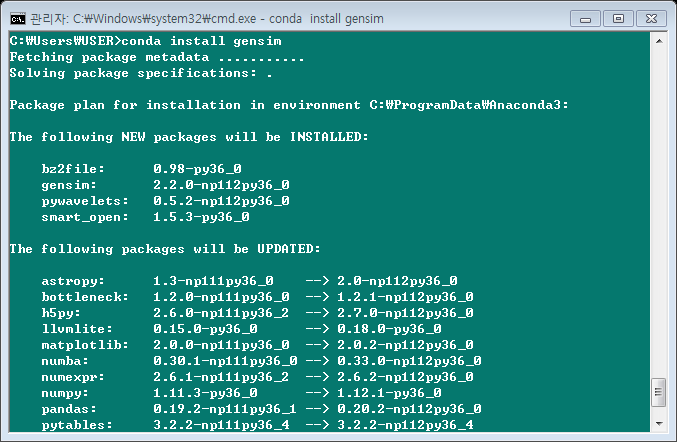 관리자: C:₩Windows₩system32₩cmd.exe - conda  install gensim
C:₩Users₩USER>conda install gensim
Fetching package metadata ...........
Solving package specifications: .
Package plan for installation in environment C:₩ProgramData₩Anaconda3:
The following NEW packages will be INSTALLED:
    bz2file:      0.98-py36_0
    gensim:       2.2.0-np112py36_0
    pywavelets:   0.5.2-np112py36_0
    smart_open:   1.5.3-py36_0
The following packages will be UPDATED:
    astropy:      1.3-np111py36_0    --> 2.0-np112py36_0
    bottleneck:   1.2.0-np111py36_0  --> 1.2.1-np112py36_0
    h5py:         2.6.0-np111py36_2  --> 2.7.0-np112py36_0
    llvmlite:     0.15.0-py36_0      --> 0.18.0-py36_0
    matplotlib:   2.0.0-np111py36_0  --> 2.0.2-np112py36_0
    numba:        0.30.1-np111py36_0 --> 0.33.0-np112py36_0
    numexpr:      2.6.1-np111py36_2  --> 2.6.2-np112py36_0
    numpy:        1.11.3-py36_0      --> 1.12.1-py36_0
    pandas:       0.19.2-np111py36_1 --> 0.20.2-np112py36_0
    pytables:     3.2.2-np111py36_4  --> 3.2.2-np112py36_4